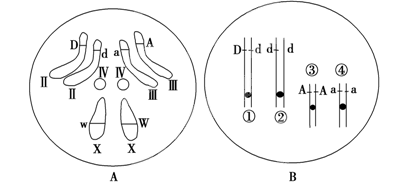 D d a A
Ⅳ Ⅳ
Ⅱ Ⅱ Ⅲ Ⅲ
w W
X X
A
D d d d
③ ④
A A a a
① ②
B